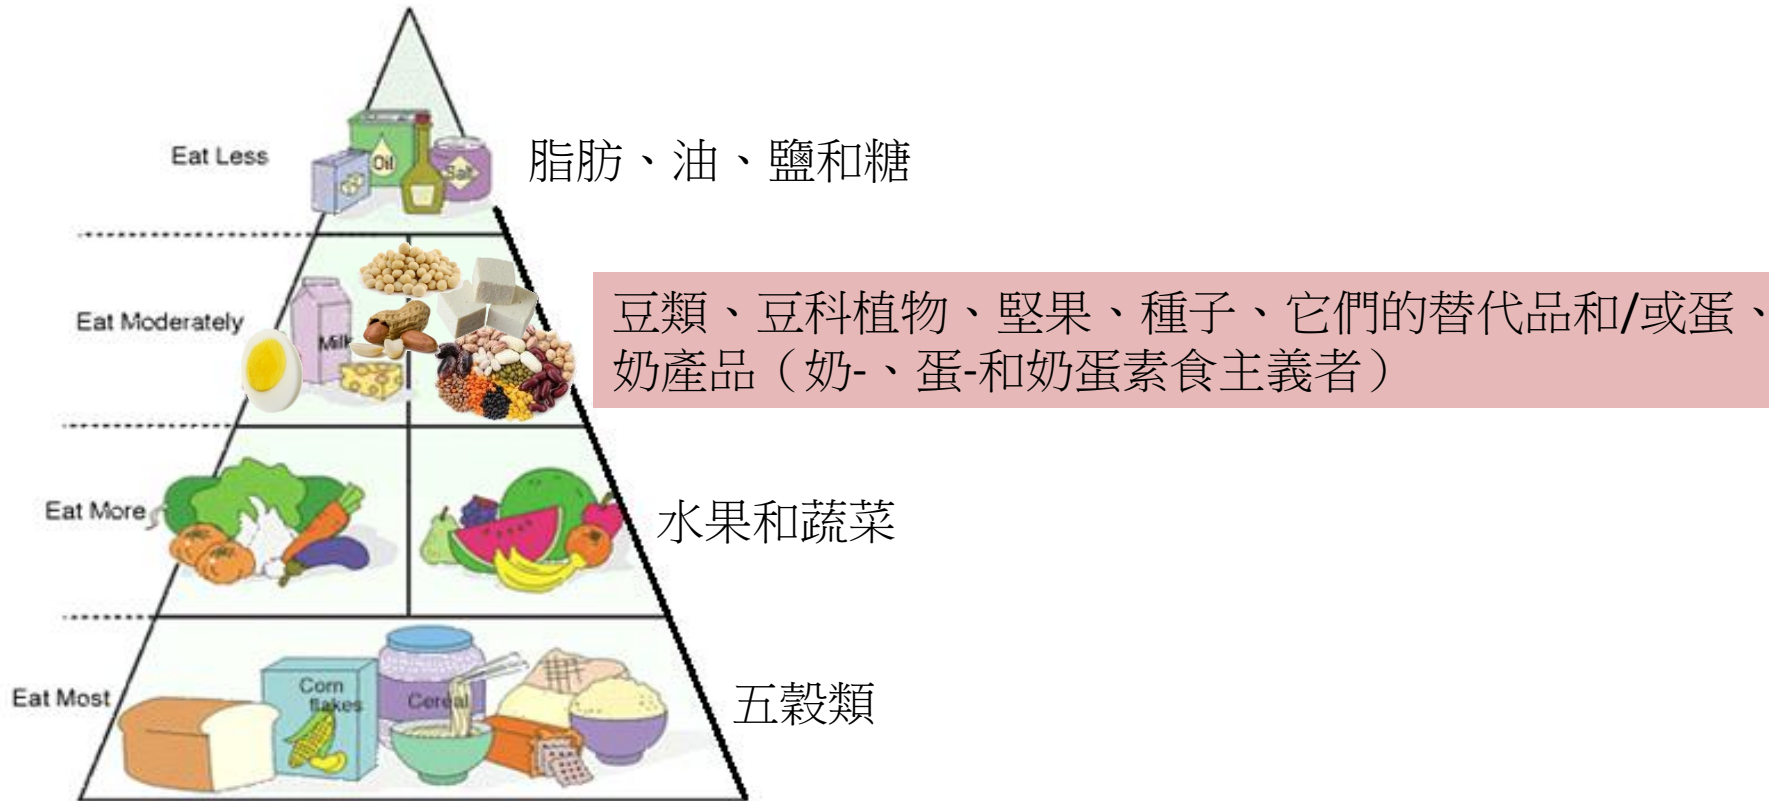 Eat Less
Oil
Salt
脂肪、油、鹽和糖
Eat Moderately
Milk
豆類、豆科植物、堅果、種子、它們的替代品和/或蛋、
奶產品（奶-、蛋-和奶蛋素食主義者）
Eat More
水果和蔬菜
Eat Most
Corn
flakes
Cereal
五穀類